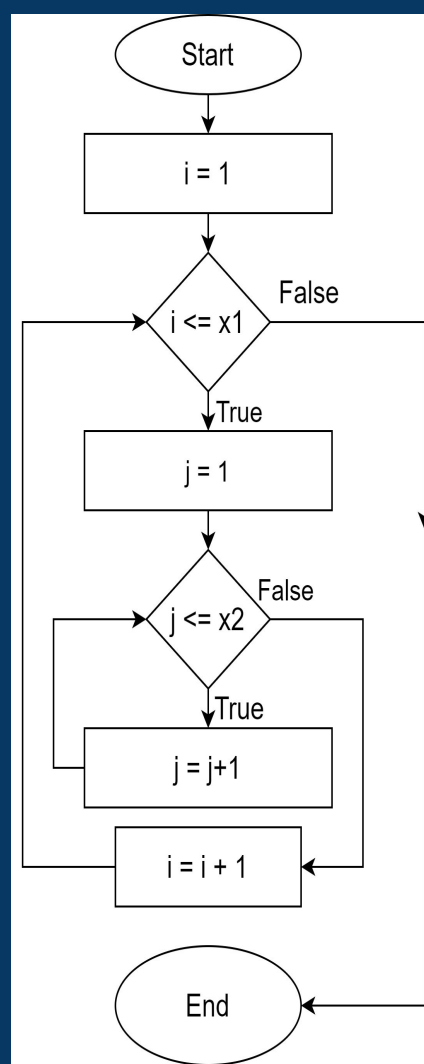 Start
i = 1
i <= x1
False
True
j = 1
j <= x2
False
True
j = j+1
i = i + 1
End